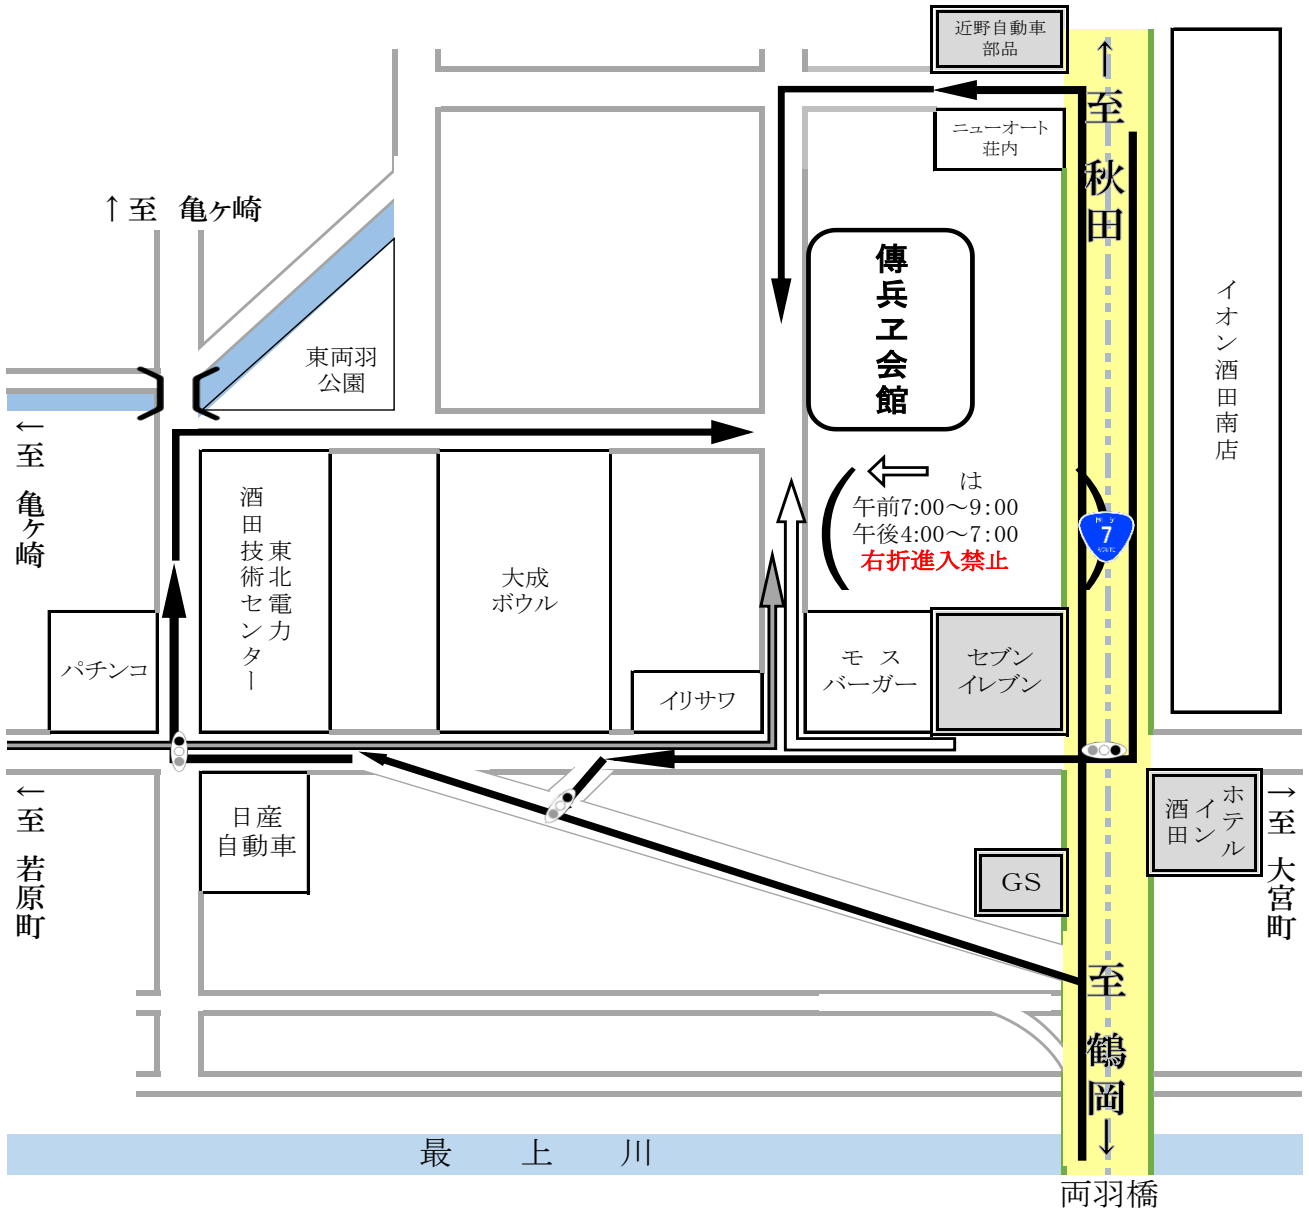 近野自動車
部品
↑至 秋田
ニューオート
荘内
↑至 亀ケ崎
傳兵ヱ会館
イオン酒田南店
東両羽
公園
←至 亀ケ崎
← は
午前7:00～9:00
午後4:00～7:00
右折進入禁止
7
ROUTE
東北電力
酒田技術センター
大成
ボウル
パチンコ
イリサワ
モス
バーガー
セブン
イレブン
←至 若原町
日産
自動車
ホテル
イン
酒田
→至 大宮町
GS
至 鶴岡→
最上川
両羽橋